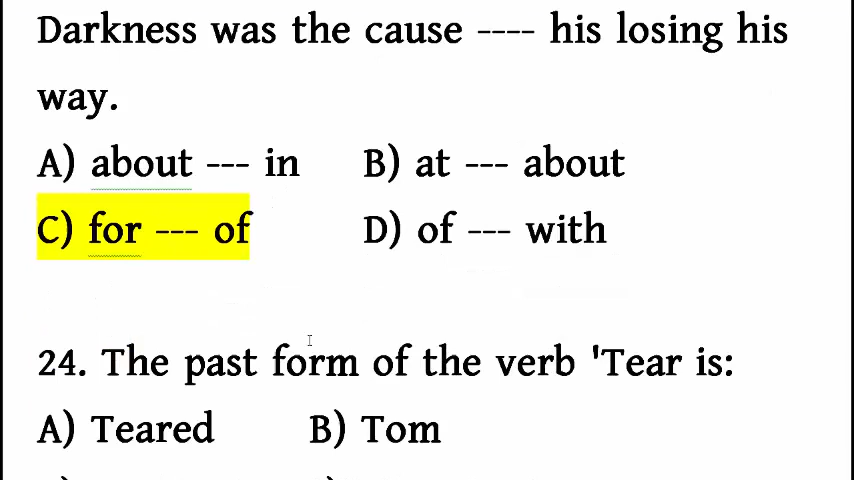 Darkness was the cause ---- his losing his
way.
A) about --- in B) at --- about
C) for --- of D) of --- with
24. The past form of the verb 'Tear is:
A) Teared B) Tom